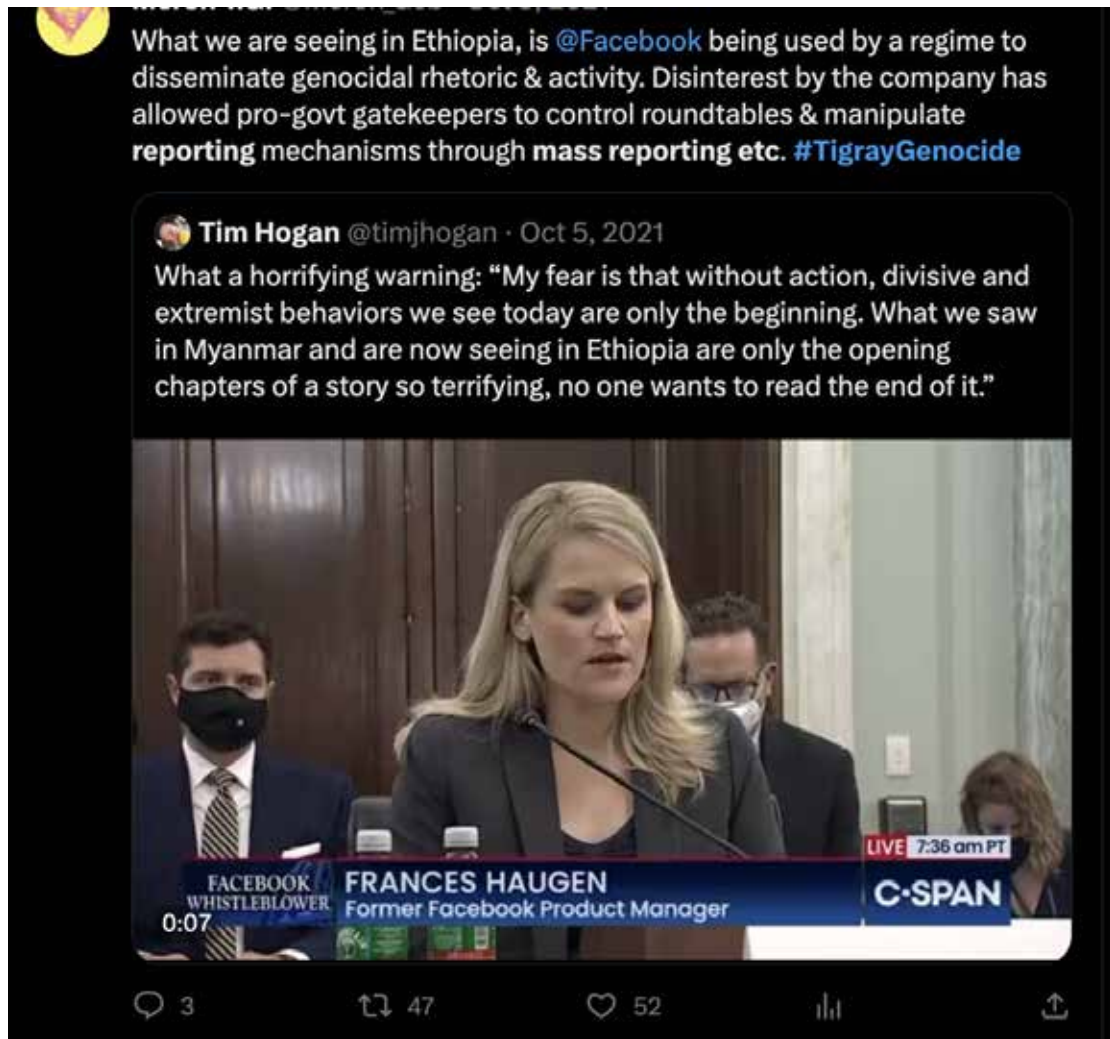 What we are seeing in Ethiopia, is @Facebook being used by a regime to
disseminate genocidal rhetoric & activity. Disinterest by the company has
allowed pro-govt gatekeepers to control roundtables & manipulate
reporting mechanisms through mass reporting etc. #TigrayGenocide
Tim Hogan @timjhogan · Oct 5, 2021
What a horrifying warning: “My fear is that without action, divisive and
extremist behaviors we see today are only the beginning. What we saw
in Myanmar and are now seeing in Ethiopia are only the opening
chapters of a story so terrifying, no one wants to read the end of it.”
LIVE 7:36 am PT
FACEBOOK
WHISTLEBLOWER
FRANCES HAUGEN
Former Facebook Product Manager
C-SPAN
0:07
3 47 52